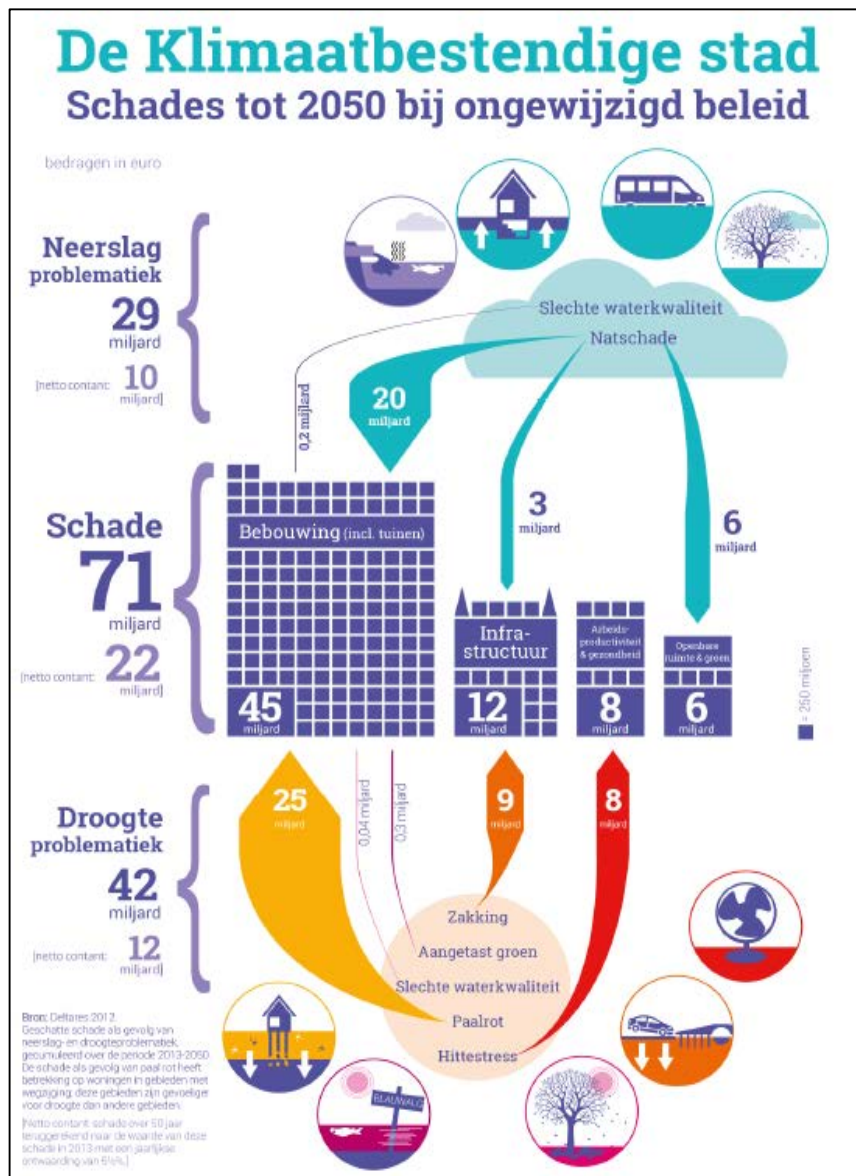 De Klimaatbestendige stad
Schades tot 2050 bij ongewijzigd beleid
bedragen in euro
Neerslag
problematiek
29
miljard
[netto contant: 10
miljard]
Slechte waterkwaliteit
Natschade
0,2 miljard
20
miljard
3
miljard
6
miljard
Schade
71
miljard
[netto contant: 22
miljard]
Bebouwing (incl. tuinen)
45
miljard
Infra-
structuur
12
miljard
Arbeids-
productiviteit
& gezondheid
8
miljard
Openbare
ruimte & groen
6
miljard
= 250 miljoen
Droogte
problematiek
42
miljard
[netto contant: 12
miljard]
25
miljard
0,04 miljard
0,3 miljard
9
miljard
8
miljard
Zakking
Aangetast groen
Slechte waterkwaliteit
Paalrot
Hittestress
BLAUWALG
Bron: Deltares 2012.
Geschatte schade als gevolg van
neerslag- en droogteproblematiek,
gecumuleerd over de periode 2013-2050.
De schade als gevolg van paalrot heeft
betrekking op woningen in gebieden met
wegzijging; deze gebieden zijn gevoeliger
voor droogte dan andere gebieden.
[Netto contant: schade over 50 jaar
teruggerekend naar de waarde van deze
schade in 2013 met een jaarlijkse
ontwaarding van 5½%.]